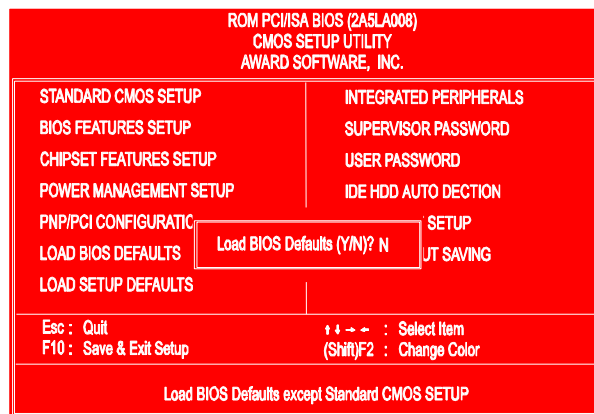 ROM PCI/ISA BIOS (2A5LA008)
CMOS SETUP UTILITY
AWARD SOFTWARE, INC.
STANDARD CMOS SETUP
BIOS FEATURES SETUP
CHIPSET FEATURES SETUP
POWER MANAGEMENT SETUP
PNP/PCI CONFIGURATIO
LOAD BIOS DEFAULTS
LOAD SETUP DEFAULTS
INTEGRATED PERIPHERALS
SUPERVISOR PASSWORD
USER PASSWORD
IDE HDD AUTO DECTION
SETUP
UT SAVING
Load BIOS Defaults (Y/N)? N
Esc : Quit
F10 : Save & Exit Setup
↑ ↓ → ← : Select Item
(Shift)F2 : Change Color
Load BIOS Defaults except Standard CMOS SETUP